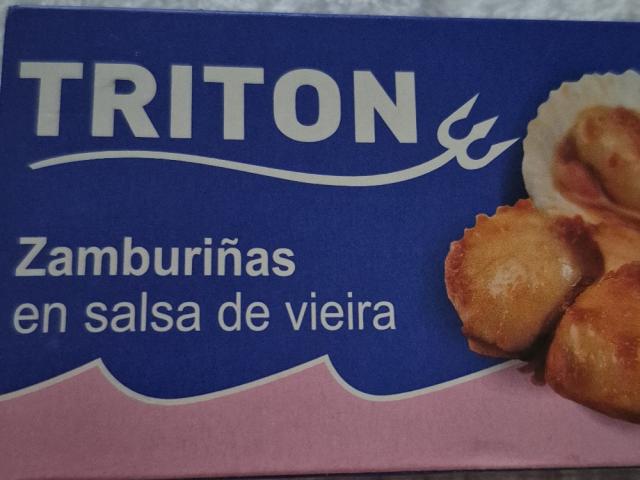 TRITON
Zamburiñas
en salsa de vieira